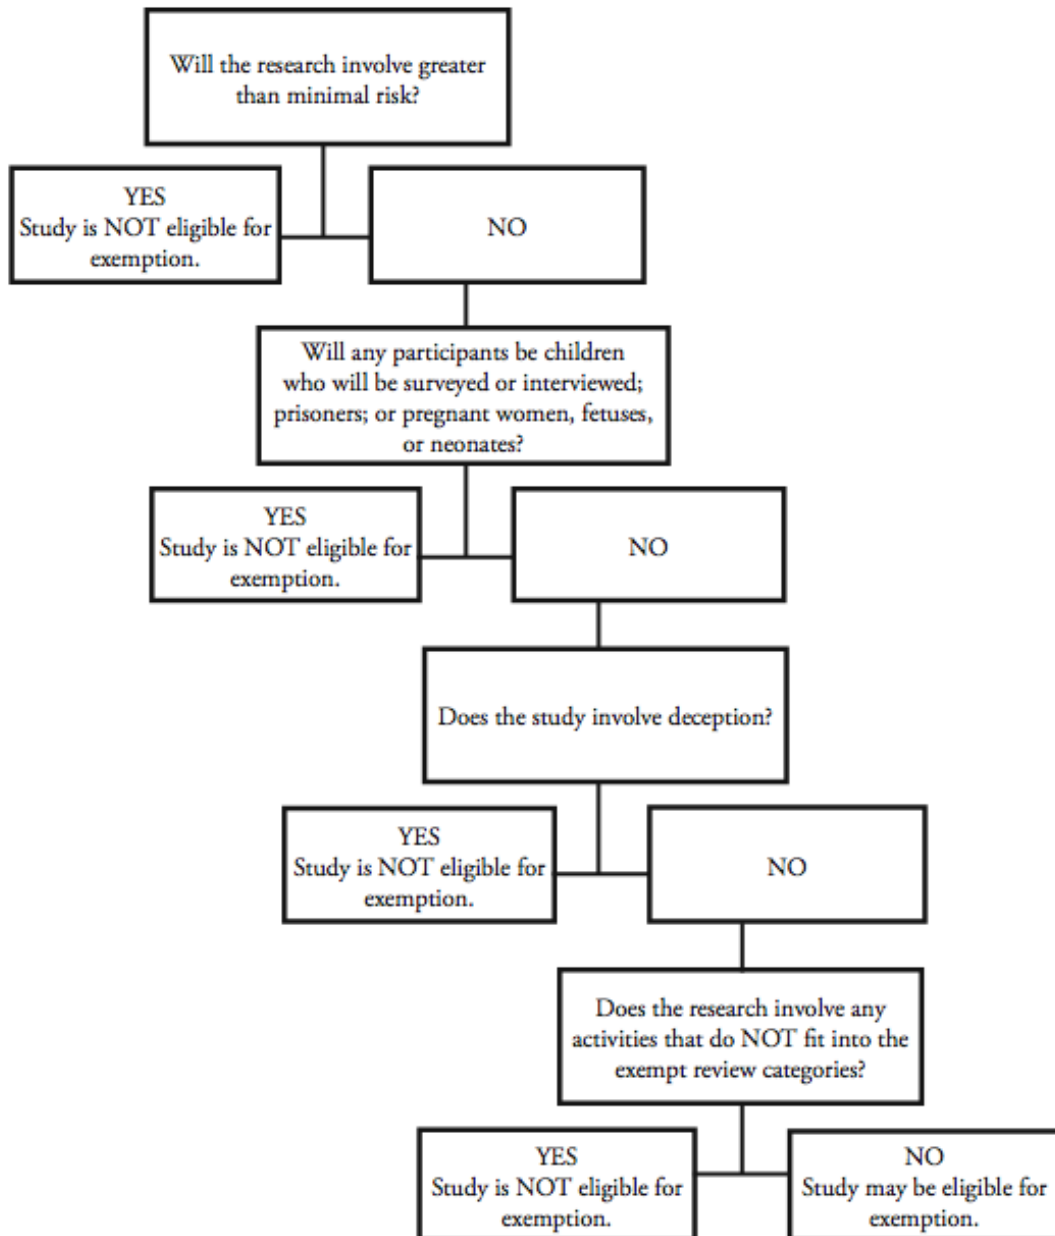 Will the research involve greater
than minimal risk?
YES
Study is NOT eligible for
exemption.
NO
Will any participants be children
who will be surveyed or interviewed;
prisoners; or pregnant women, fetuses,
or neonates?
YES
Study is NOT eligible for
exemption.
NO
Does the study involve deception?
YES
Study is NOT eligible for
exemption.
NO
Does the research involve any
activities that do NOT fit into the
exempt review categories?
YES
Study is NOT eligible for
exemption.
NO
Study may be eligible for
exemption.